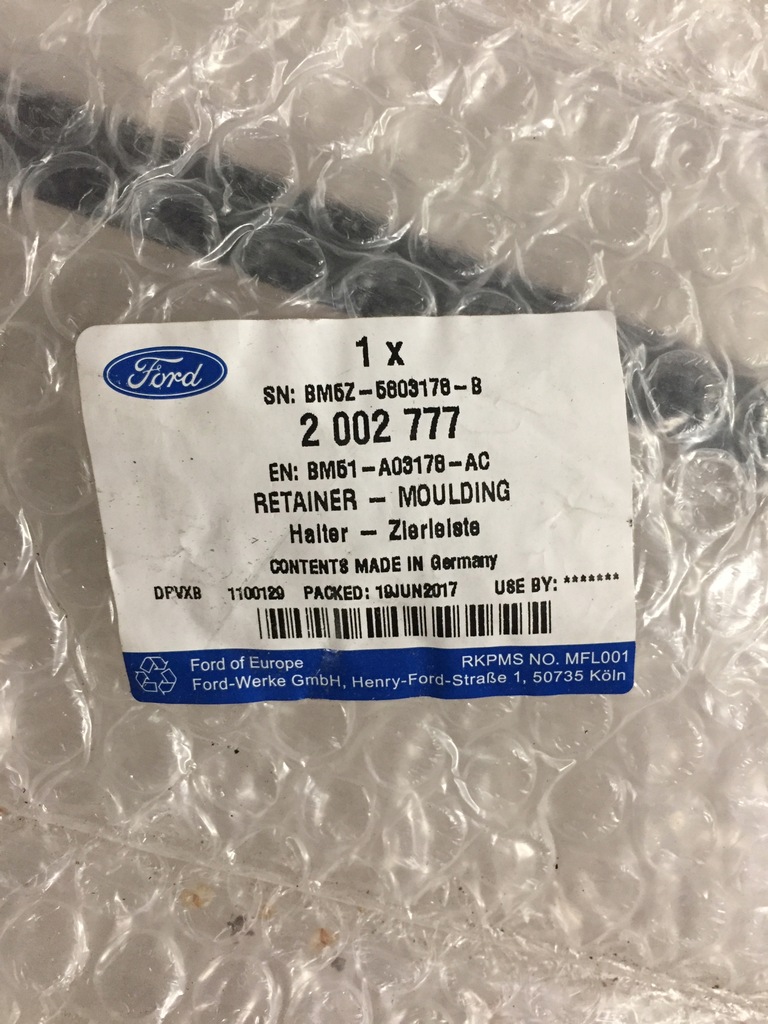 Ford
1 x
SN: BM5Z-5803178-B
2 002 777
EN: BM51-A03178-AC
RETAINER - MOULDING
Halter - Zierleiste
CONTENTS MADE IN Germany
DPVXB 1100129 PACKED: 19JUN2017 USE BY: *******
Ford of Europe RKPMS NO. MFL001
Ford-Werke GmbH, Henry-Ford-Straße 1, 50735 Köln